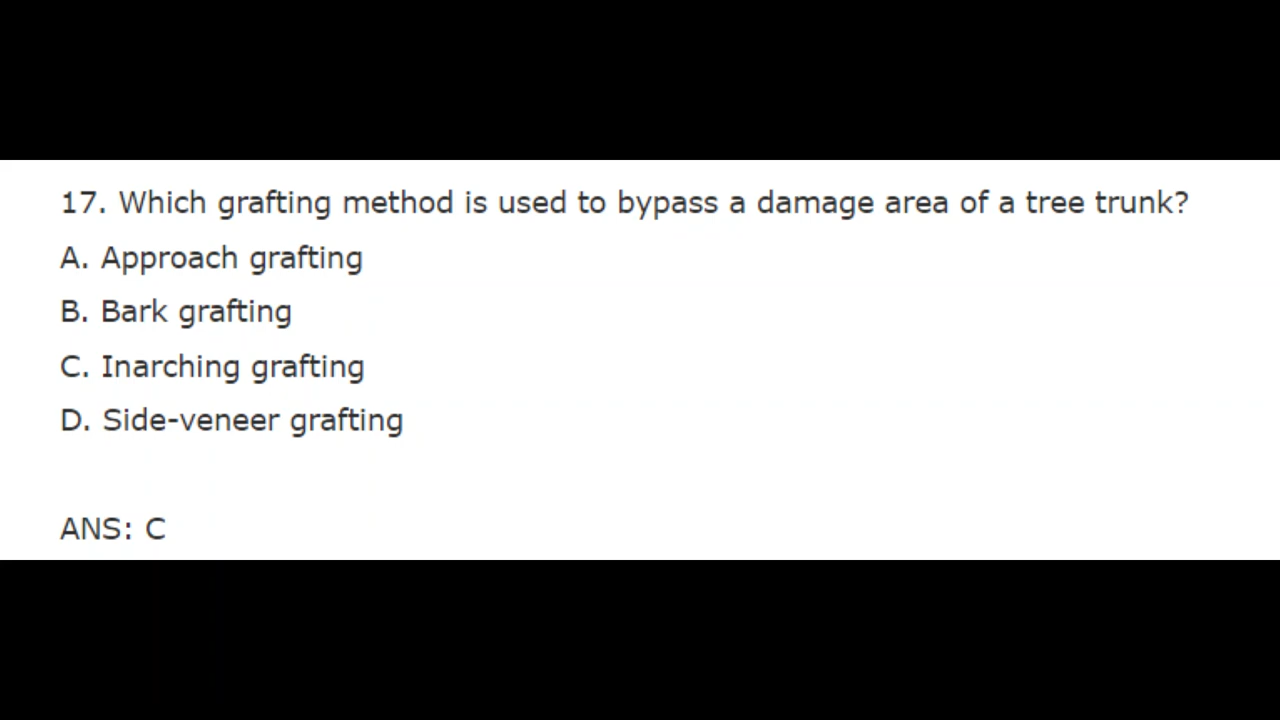 17. Which grafting method is used to bypass a damage area of a tree trunk?
A. Approach grafting
B. Bark grafting
C. Inarching grafting
D. Side-veneer grafting
ANS: C